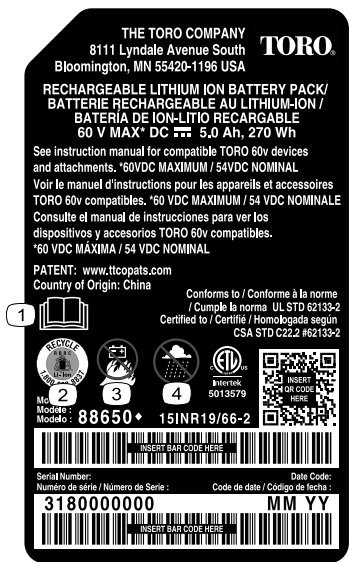 THE TORO COMPANY
8111 Lyndale Avenue South
Bloomington, MN 55420-1196 USA
TORO®
RECHARGEABLE LITHIUM ION BATTERY PACK/
BATTERIE RECHARGEABLE AU LITHIUM-ION /
BATERÍA DE ION-LITIO RECARGABLE
60 V MAX* DC 5.0 Ah, 270 Wh
See instruction manual for compatible TORO 60v devices
and attachments. *60VDC MAXIMUM / 54VDC NOMINAL
Voir le manuel d'instructions pour les appareils et accessoires
TORO 60v compatibles. *60 VDC MAXIMUM / 54 VDC NOMINALE
Consulte el manual de instrucciones para ver los
dispositivos y accesorios TORO 60v compatibles.
*60 VDC MÁXIMA / 54 VDC NOMINAL
PATENT: www.ttcopats.com
Country of Origin: China
1
Conforms to / Conforme à la norme
/ Cumple la norma UL STD 62133-2
Certified to / Certifié / Homologada según
CSA STD C22.2 #62133-2
RECYCLE
RBRC
Li-Ion
2
3
4
C US
Intertek
5013579
INSERT
QR CODE
HERE
Modele :
Modelo :
88650 15INR19/66-2
INSERT BAR CODE HERE
Serial Number:
Numéro de série / Número de Serie :
Date Code:
Code de date / Código de fecha :
3180000000 MM YY
INSERT BAR CODE HERE